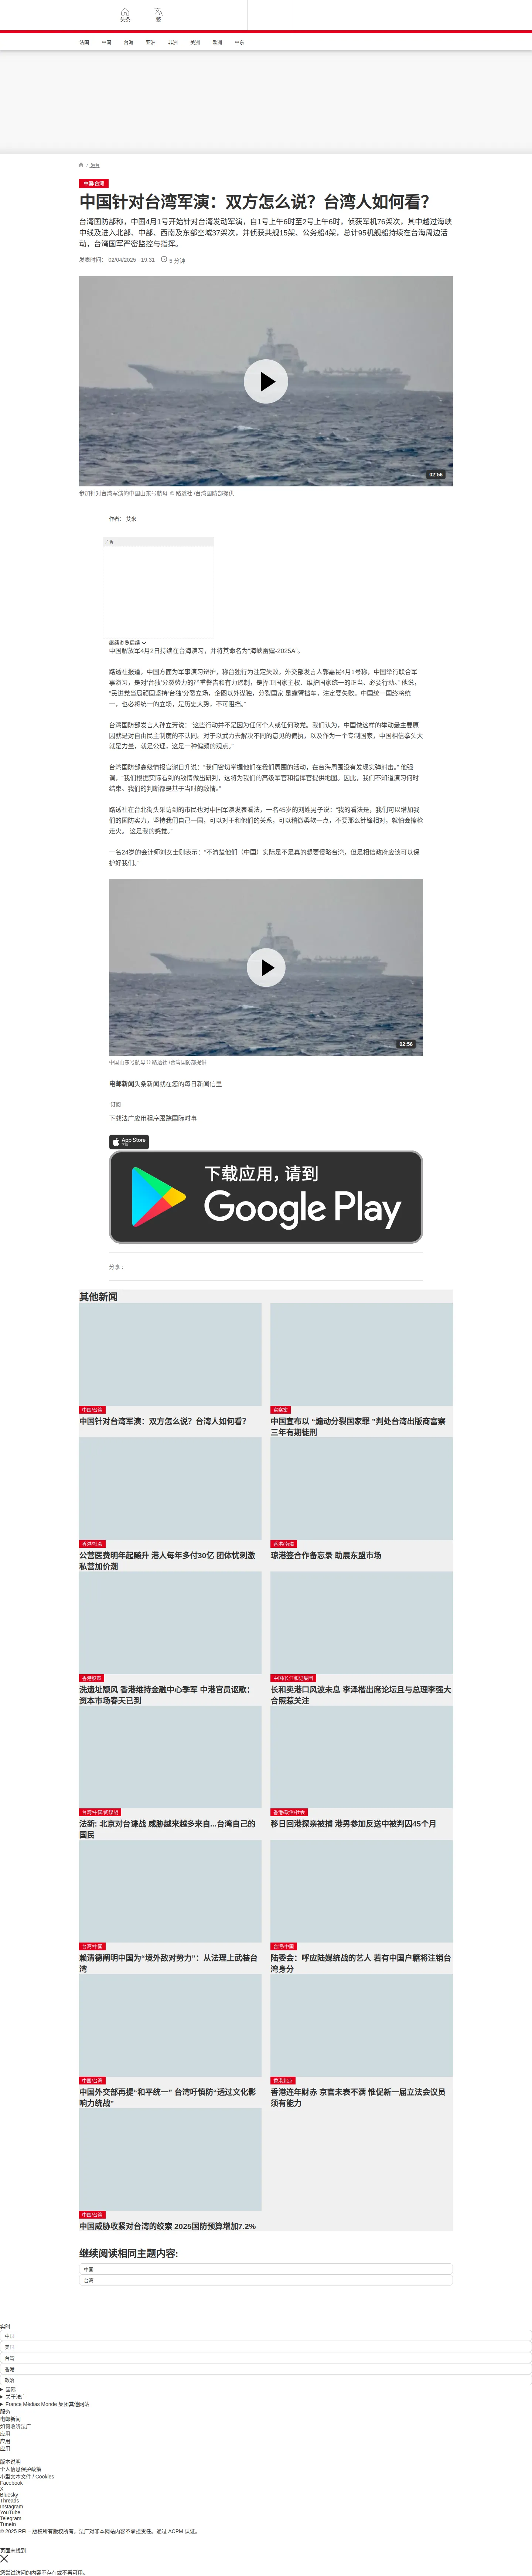 头条
繁
法国
中国
台海
亚洲
非洲
美洲
欧洲
中东
/ 港台
中国/台湾
中国针对台湾军演：双方怎么说？台湾人如何看?
台湾国防部称，中国4月1号开始针对台湾发动军演，自1号上午6时至2号上午6时，侦获军机76架次，其中越过海峡
中线及进入北部、中部、西南及东部空域37架次，并侦获共舰15架、公务船4架，总计95机舰船持续在台海周边活
动，台湾国军严密监控与指挥。
发表时间： 02/04/2025 - 19:31
5 分钟
02:56
参加针对台湾军演的中国山东号航母 © 路透社 /台湾国防部提供
作者： 艾米
广告
继续浏览后续
中国解放军4月2日持续在台海演习，并将其命名为“海峡雷霆-2025A”。
路透社报道，中国方面为军事演习辩护，称台独行为注定失败。外交部发言人郭嘉昆4月1号称，中国举行联合军
事演习，是对‘台独’分裂势力的严重警告和有力遏制，是捍卫国家主权、维护国家统一的正当、必要行动。” 他说，
“民进党当局顽固坚持‘台独’分裂立场，企图以外谋独，分裂国家 是螳臂挡车，注定要失败。中国统一国终将统
一，也必将统一的立场，是历史大势，不可阻挡。”
台湾国防部发言人孙立芳说：“这些行动并不是因为任何个人或任何政党。我们认为，中国做这样的举动最主要原
因就是对自由民主制度的不认同。对于以武力去解决不同的意见的偏执，以及作为一个专制国家，中国相信拳头大
就是力量，就是公理，这是一种偏颇的观点。”
台湾国防部高级情报官谢日升说：“我们密切掌握他们在我们周围的活动，在台海周围没有发现实弹射击。” 他强
调，“我们根据实际看到的敌情做出研判，这将为我们的高级军官和指挥官提供地图。因此，我们不知道演习何时
结束。我们的判断都是基于当时的敌情。”
路透社在台北街头采访到的市民也对中国军演发表看法，一名45岁的刘姓男子说：“我的看法是，我们可以增加我
们的国防实力，坚持我们自己一国，可以对于和他们的关系，可以稍微柔软一点，不要那么针锋相对，就怕会擦枪
走火。 这是我的感觉。”
一名24岁的会计师刘女士则表示：“不清楚他们（中国）实际是不是真的想要侵略台湾，但是相信政府应该可以保
护好我们。”
02:56
中国山东号航母 © 路透社 /台湾国防部提供
电邮新闻头条新闻就在您的每日新闻信里
订阅
下载法广应用程序跟踪国际时事
App Store
下载
下载应用，请到
Google Play
分享 :
其他新闻
中国/台湾
中国针对台湾军演：双方怎么说？台湾人如何看?
富察案
中国宣布以 “煽动分裂国家罪 ”判处台湾出版商富察
三年有期徒刑
香港/社会
公营医费明年起飚升 港人每年多付30亿 团体忧刺激
私营加价潮
香港/南海
琼港签合作备忘录 助展东盟市场
香港股市
洗遗址颓风 香港维持金融中心季军 中港官员讴歌：
资本市场春天已到
中国/长江和记集团
长和卖港口风波未息 李泽楷出席论坛且与总理李强大
合照惹关注
台湾/中国/间谍战
法新: 北京对台谍战 威胁越来越多来自...台湾自己的
国民
香港/政治/社会
移日回港探亲被捕 港男参加反送中被判囚45个月
台湾/中国
赖清德阐明中国为“境外敌对势力”：从法理上武装台
湾
台湾/中国
陆委会：呼应陆媒统战的艺人 若有中国户籍将注销台
湾身分
中国/台湾
中国外交部再提“和平统一” 台湾吁慎防“透过文化影
响力统战“
香港北京
香港连年财赤 京官未表不满 惟促新一届立法会议员
须有能力
中国/台湾
中国威胁收紧对台湾的绞索 2025国防预算增加7.2%
继续阅读相同主题内容:
中国
台湾
实时
中国
美国
台湾
香港
政治
国际
关于法广
France Médias Monde 集团其他网站
服务
电邮新闻
如何收听法广
应用
应用
应用
版本说明
个人信息保护政策
小型文本文件 / Cookies
Facebook
X
Bluesky
Threads
Instagram
YouTube
Telegram
TuneIn
© 2025 RFI – 版权所有版权所有。法广对非本网站内容不承担责任。通过 ACPM 认证。
页面未找到
您尝试访问的内容不存在或不再可用。